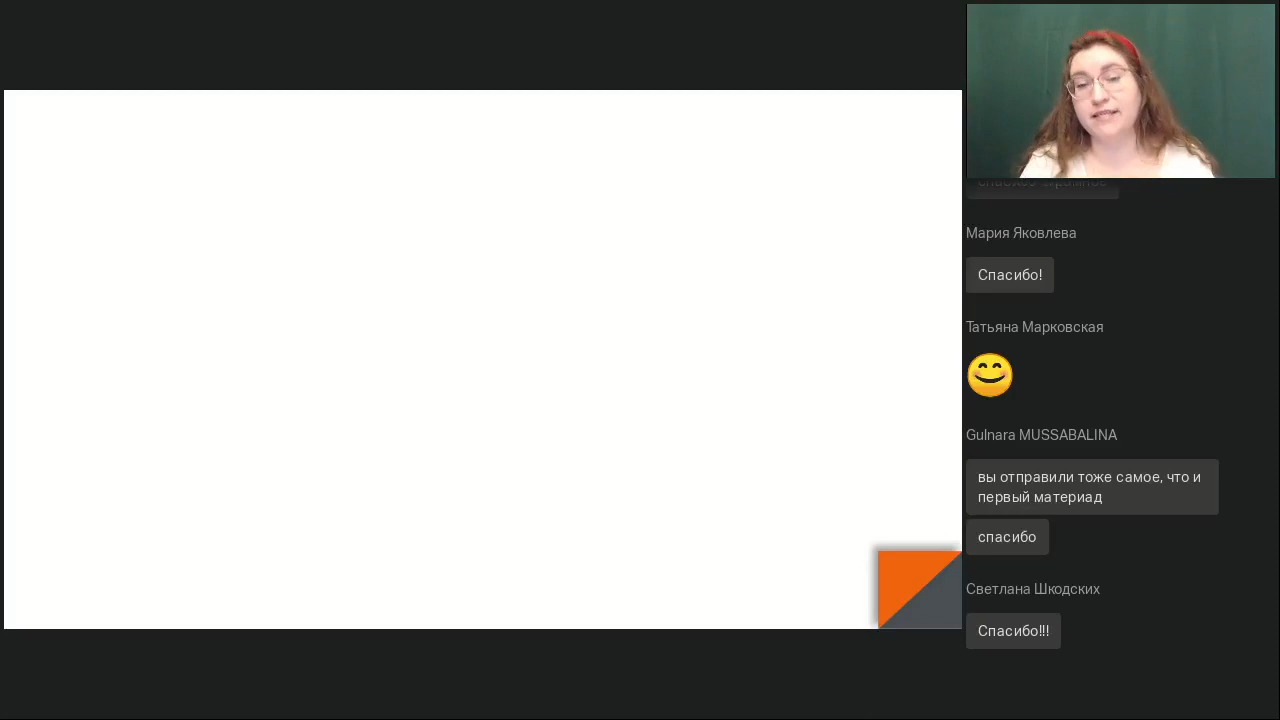 Мария Яковлева
Спасибо!
Татьяна Марковская
Gulnara MUSSABALINA
вы отправили тоже самое, что и
первый материад
спасибо
Светлана Шкодских
Спасибо!!!